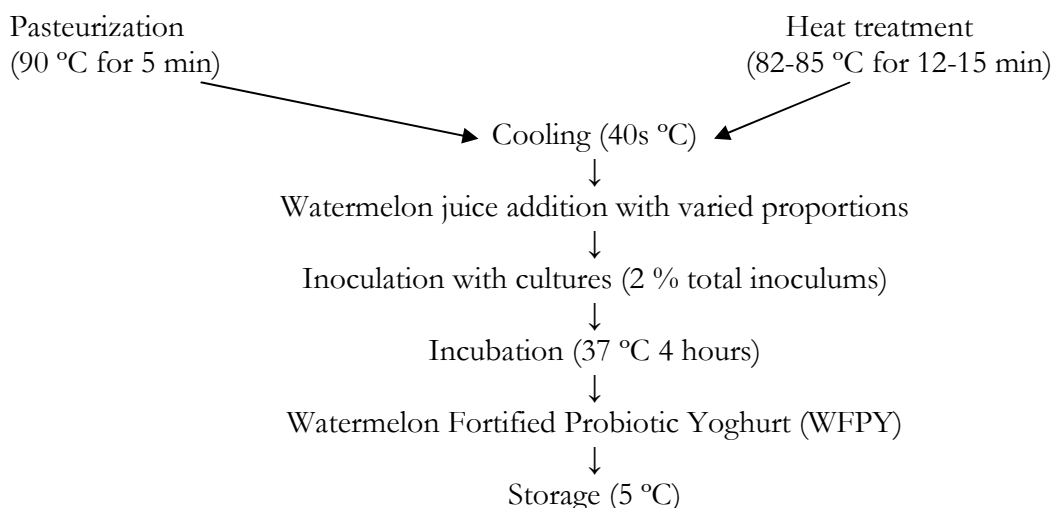 Pasteurization
(90 ºC for 5 min)
Heat treatment
(82-85 ºC for 12-15 min)
Cooling (40s ºC)
Watermelon juice addition with varied proportions
Inoculation with cultures (2 % total inoculums)
Incubation (37 ºC 4 hours)
Watermelon Fortified Probiotic Yoghurt (WFPY)
Storage (5 ºC)